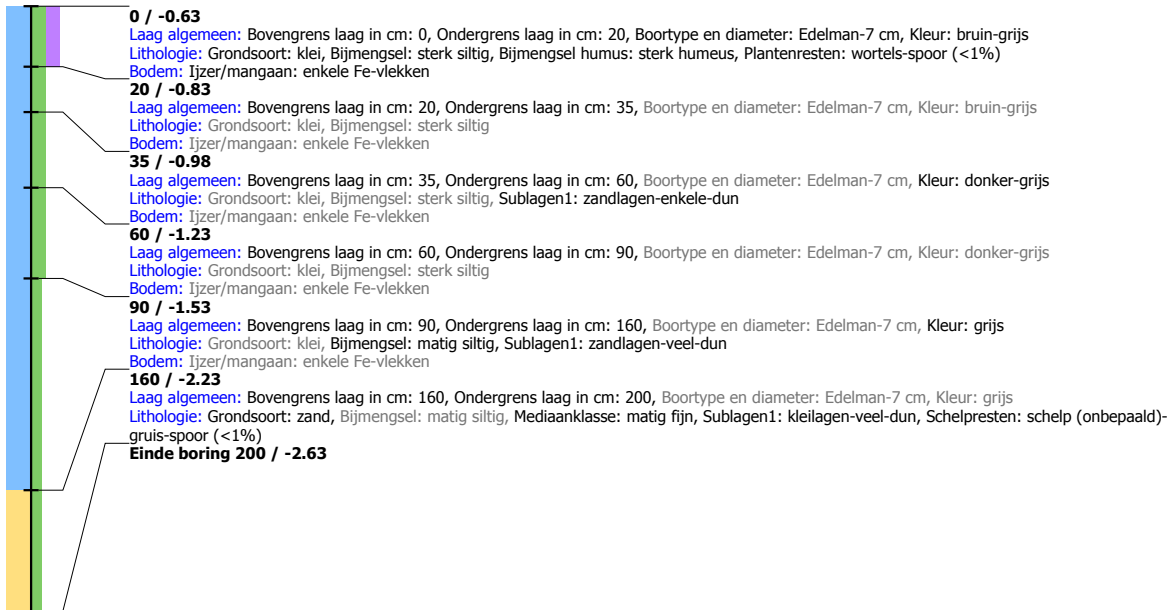 0 / -0.63
Laag algemeen: Bovengrens laag in cm: 0, Ondergrens laag in cm: 20, Boortype en diameter: Edelman-7 cm, Kleur: bruin-grijs
Lithologie: Grondsoort: klei, Bijmengsel: sterk siltig, Bijmengsel humus: sterk humeus, Plantenresten: wortels-spoor (<1%)
Bodem: Ijzer/mangaan: enkele Fe-vlekken
20 / -0.83
Laag algemeen: Bovengrens laag in cm: 20, Ondergrens laag in cm: 35, Boortype en diameter: Edelman-7 cm, Kleur: bruin-grijs
Lithologie: Grondsoort: klei, Bijmengsel: sterk siltig
Bodem: Ijzer/mangaan: enkele Fe-vlekken
35 / -0.98
Laag algemeen: Bovengrens laag in cm: 35, Ondergrens laag in cm: 60, Boortype en diameter: Edelman-7 cm, Kleur: donker-grijs
Lithologie: Grondsoort: klei, Bijmengsel: sterk siltig, Sublagen1: zandlagen-enkele-dun
Bodem: Ijzer/mangaan: enkele Fe-vlekken
60 / -1.23
Laag algemeen: Bovengrens laag in cm: 60, Ondergrens laag in cm: 90, Boortype en diameter: Edelman-7 cm, Kleur: donker-grijs
Lithologie: Grondsoort: klei, Bijmengsel: sterk siltig
Bodem: Ijzer/mangaan: enkele Fe-vlekken
90 / -1.53
Laag algemeen: Bovengrens laag in cm: 90, Ondergrens laag in cm: 160, Boortype en diameter: Edelman-7 cm, Kleur: grijs
Lithologie: Grondsoort: klei, Bijmengsel: matig siltig, Sublagen1: zandlagen-veel-dun
Bodem: Ijzer/mangaan: enkele Fe-vlekken
160 / -2.23
Laag algemeen: Bovengrens laag in cm: 160, Ondergrens laag in cm: 200, Boortype en diameter: Edelman-7 cm, Kleur: grijs
Lithologie: Grondsoort: zand, Bijmengsel: matig siltig, Mediaanklasse: matig fijn, Sublagen1: kleilagen-veel-dun, Schelpresten: schelp (onbepaald)-
gruis-spoor (<1%)
Einde boring 200 / -2.63